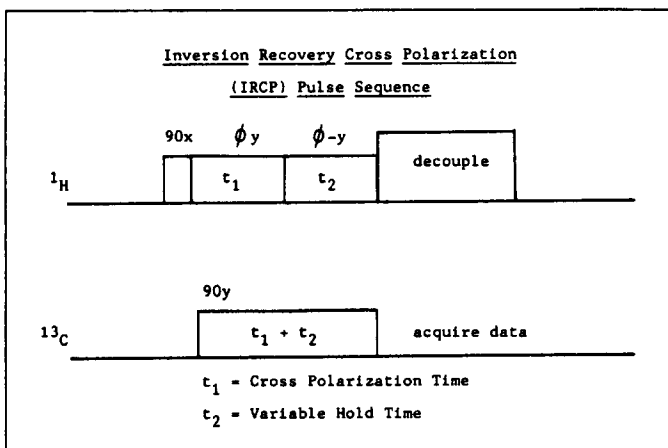 Inversion Recovery Cross Polarization
(IRCP) Pulse Sequence
90x ϕy ϕ-y
¹H t₁ t₂ decouple
90y
¹³C t₁ + t₂ acquire data
t₁ = Cross Polarization Time
t₂ = Variable Hold Time